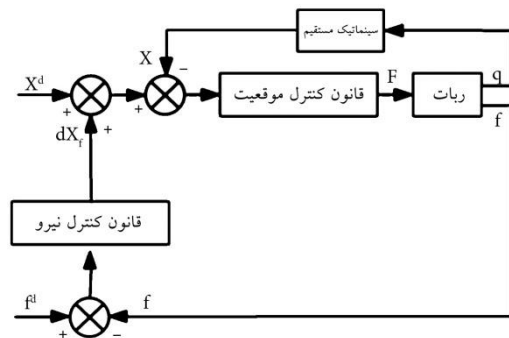 سینماتیک مستقیم
X
−
X^d
+
+
+
dX_f
قانون کنترل موقعیت
F
ربات
q
f
قانون کنترل نیرو
f^d
+
−
f